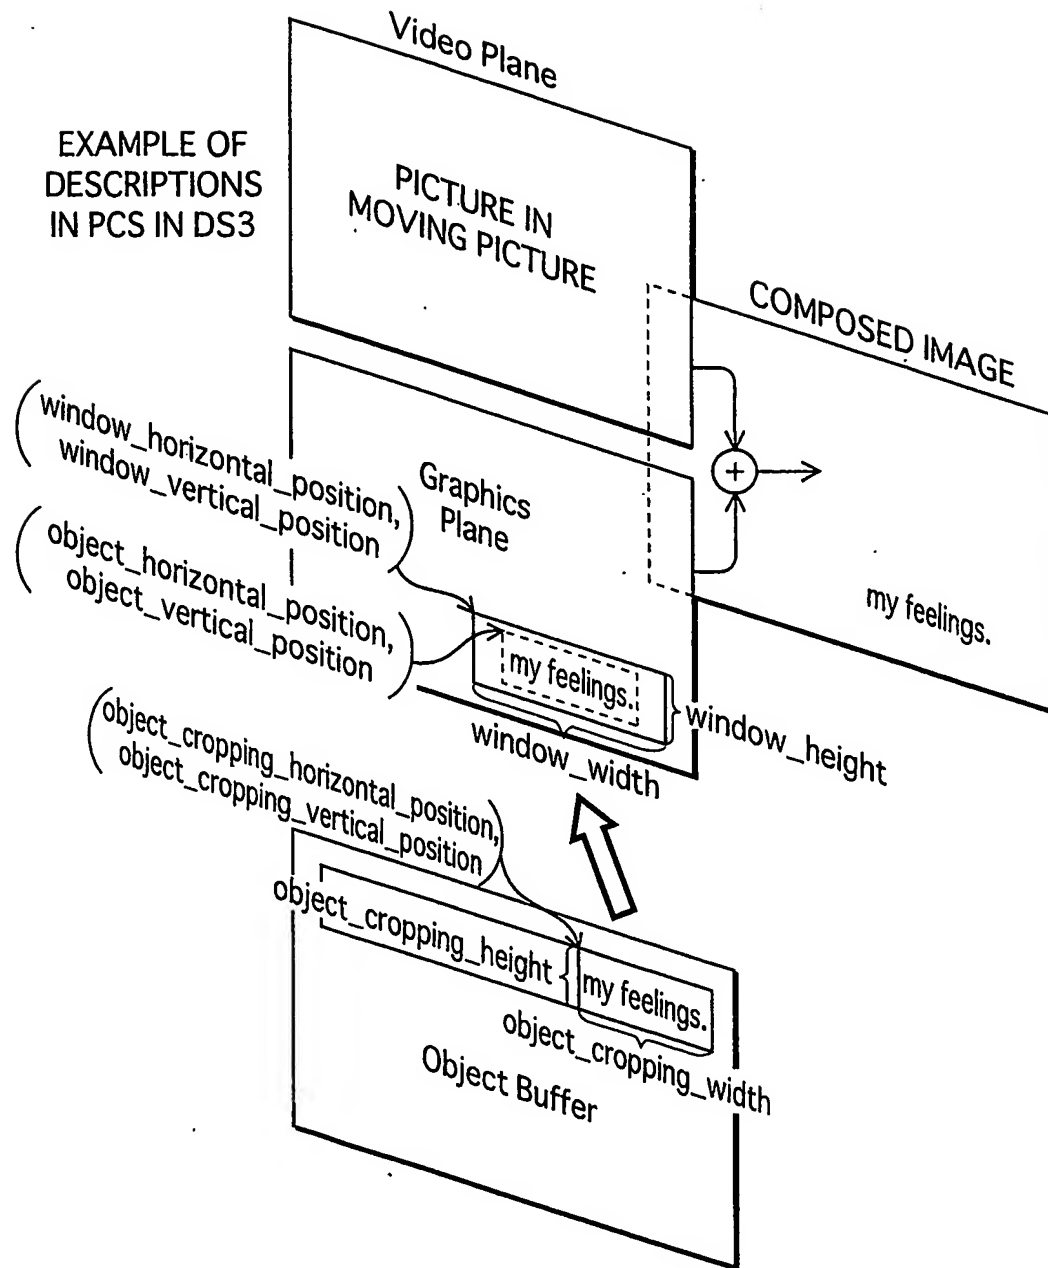 Video Plane
EXAMPLE OF
DESCRIPTIONS
IN PCS IN DS3
PICTURE IN
MOVING PICTURE
COMPOSED IMAGE
(window_horizontal_position,
window_vertical_position)
Graphics
Plane
+
(object_horizontal_position,
object_vertical_position)
my feelings.
my feelings.
window_height
window_width
(object_cropping_horizontal_position,
object_cropping_vertical_position)
object_cropping_height
my feelings.
object_cropping_width
Object Buffer